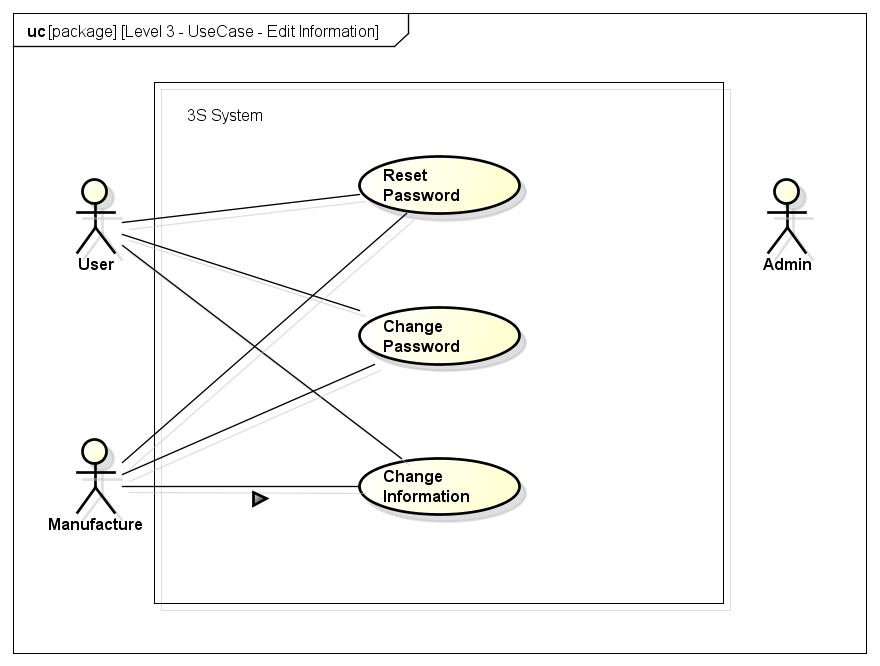 uc [package] [Level 3 - UseCase - Edit Information]
3S System
Reset
Password
User
Admin
Change
Password
Change
Information
Manufacture